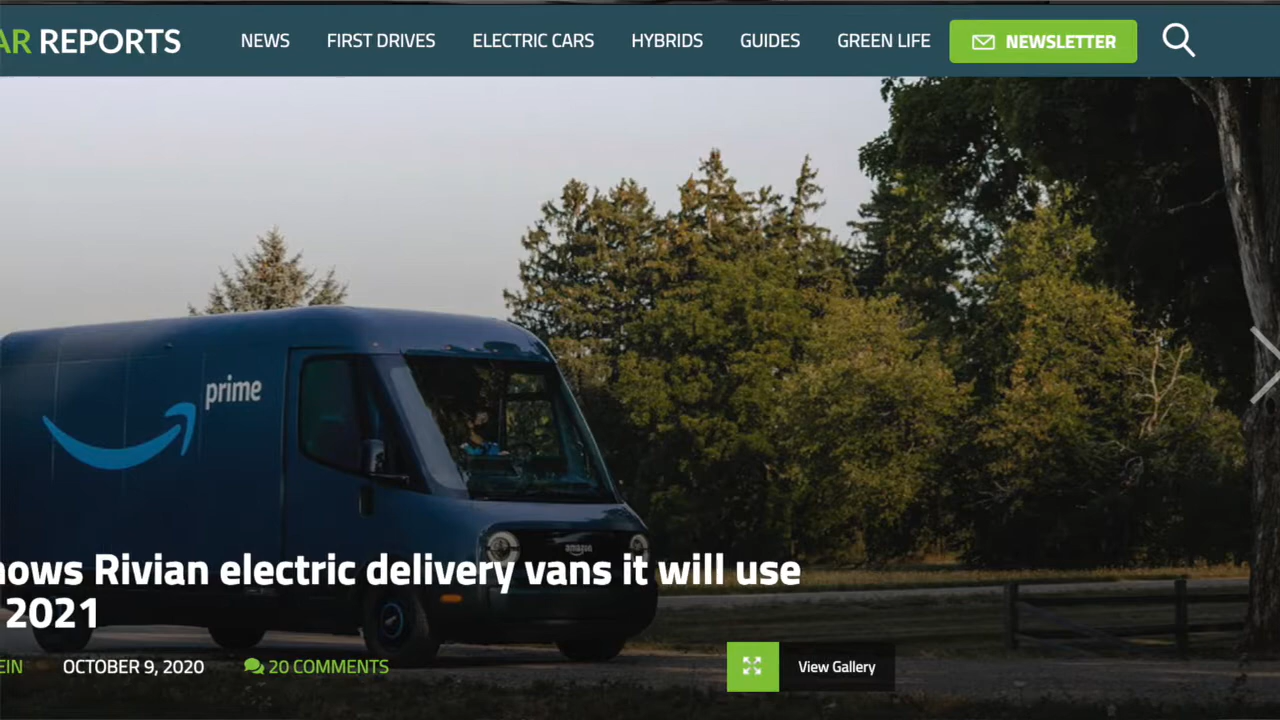 AR REPORTS
NEWS
FIRST DRIVES
ELECTRIC CARS
HYBRIDS
GUIDES
GREEN LIFE
NEWSLETTER
prime
amazon
nows Rivian electric delivery vans it will use
2021
EIN
OCTOBER 9, 2020
20 COMMENTS
View Gallery